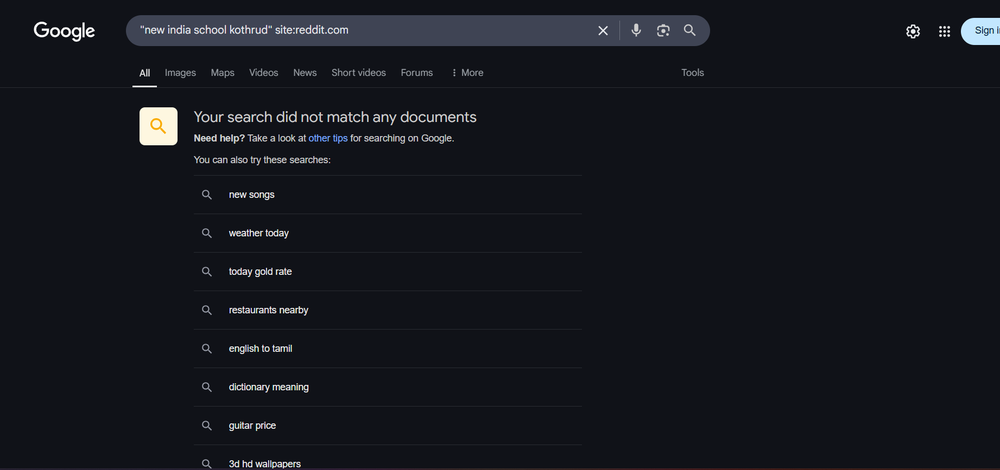 Google
"new india school kothrud" site:reddit.com
Sign i
All Images Maps Videos News Short videos Forums More Tools
Your search did not match any documents
Need help? Take a look at other tips for searching on Google.
You can also try these searches:
new songs
weather today
today gold rate
restaurants nearby
english to tamil
dictionary meaning
guitar price
3d hd wallpapers